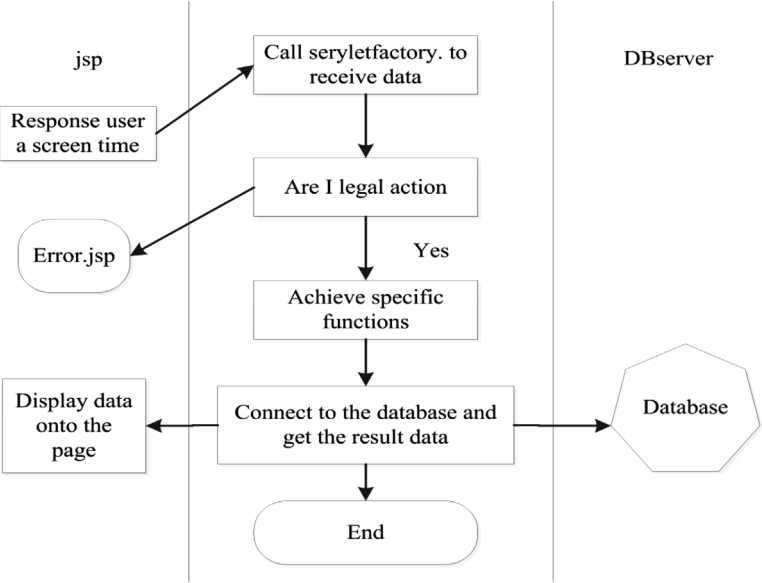 jsp
DBserver
Call seryletfactory. to
receive data
Response user
a screen time
Are I legal action
Error.jsp
Yes
Achieve specific
functions
Display data
onto the
page
Connect to the database and
get the result data
Database
End